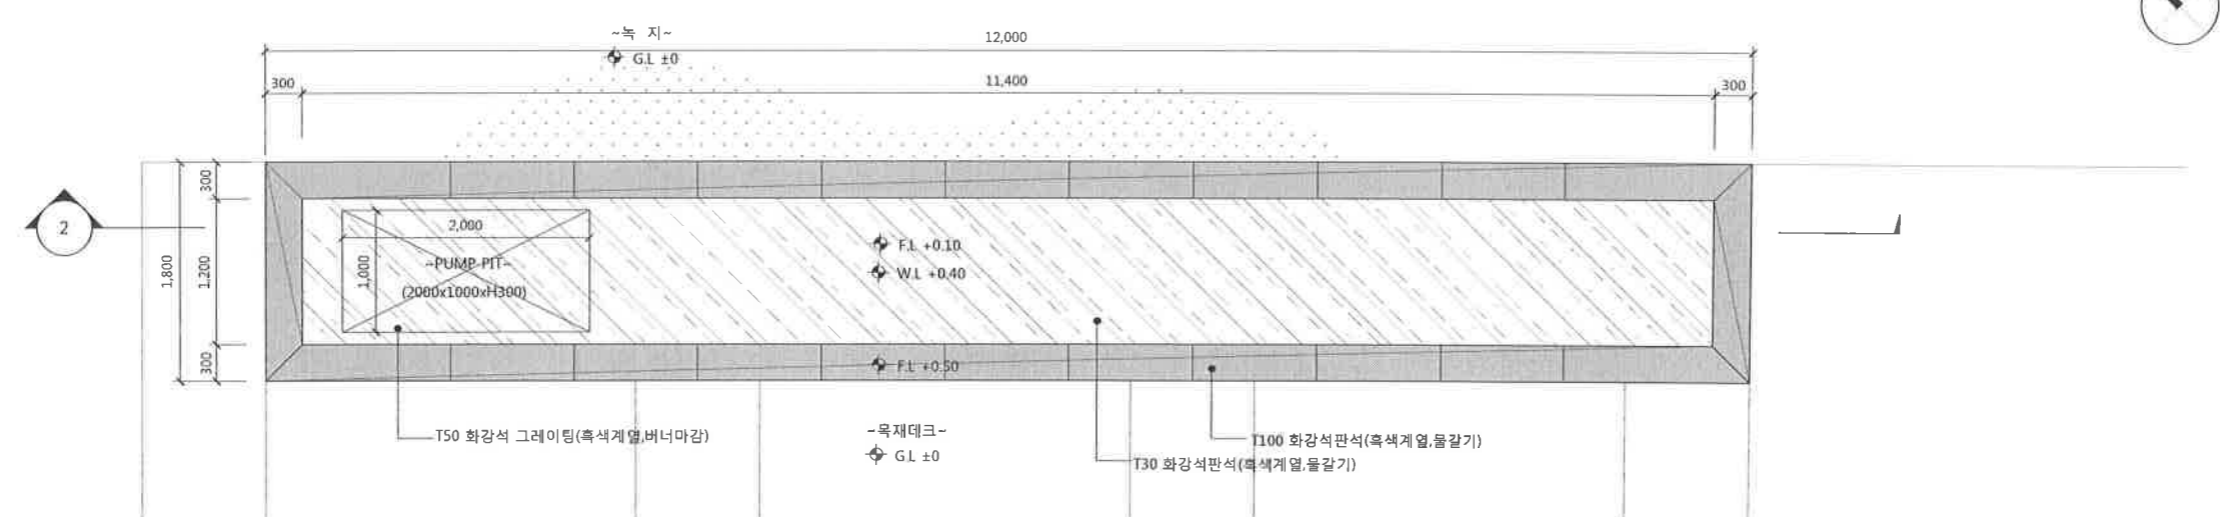 ~녹 지~
G.L ±0
12,000
300
11,400
300
300
1,800
1,200
300
2
2,000
1,000
~PUMP PIT~
(2000x1000xH300)
F.L +0.10
W.L +0.40
F.L +0.50
T50 화강석 그레이팅(흑색계열,버너마감)
~목재데크~
G.L ±0
T100 화강석판석(흑색계열,물갈기)
T30 화강석판석(흑색계열,물갈기)